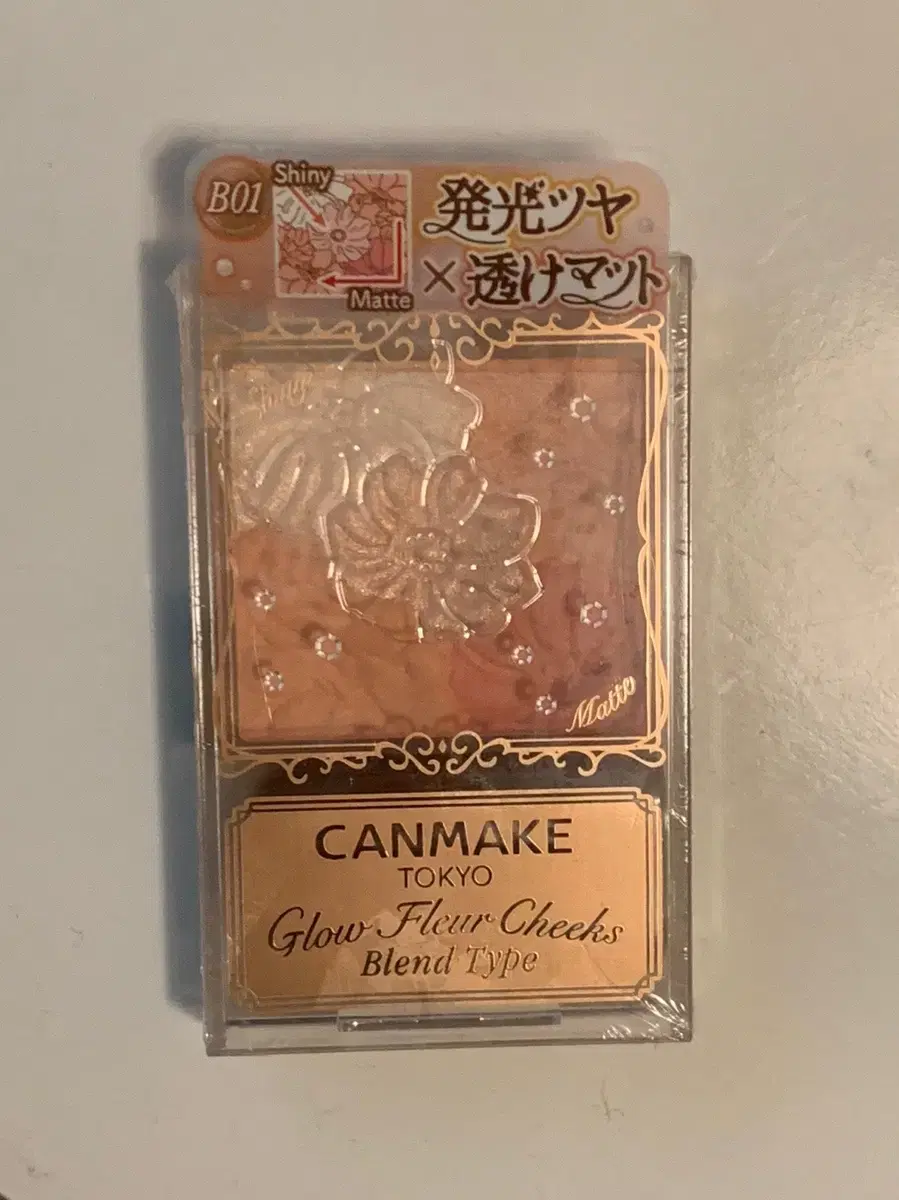 B01
Shiny
Matte
発光ツヤ
×透けマット
Shiny
Matte
CANMAKE
TOKYO
Glow Fleur Cheeks
Blend Type